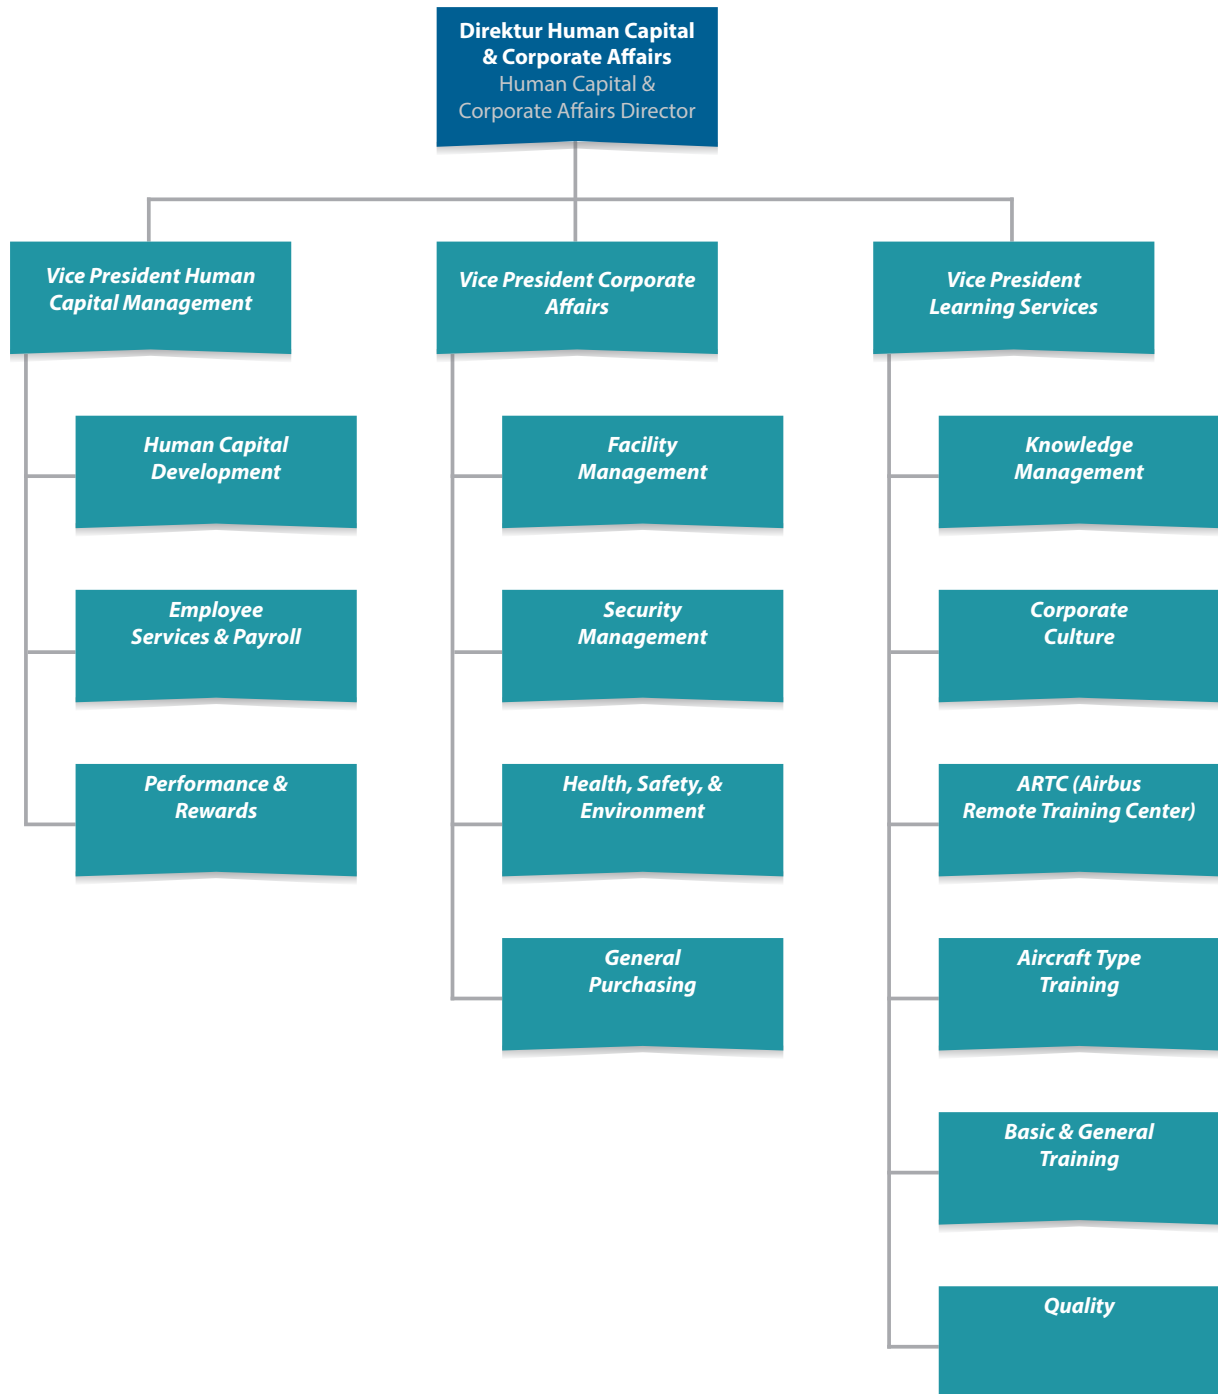 Direktur Human Capital
& Corporate Affairs
Human Capital &
Corporate Affairs Director
Vice President Human
Capital Management
Vice President Corporate
Affairs
Vice President
Learning Services
Human Capital
Development
Employee
Services & Payroll
Performance &
Rewards
Facility
Management
Security
Management
Health, Safety, &
Environment
General
Purchasing
Knowledge
Management
Corporate
Culture
ARTC (Airbus
Remote Training Center)
Aircraft Type
Training
Basic & General
Training
Quality